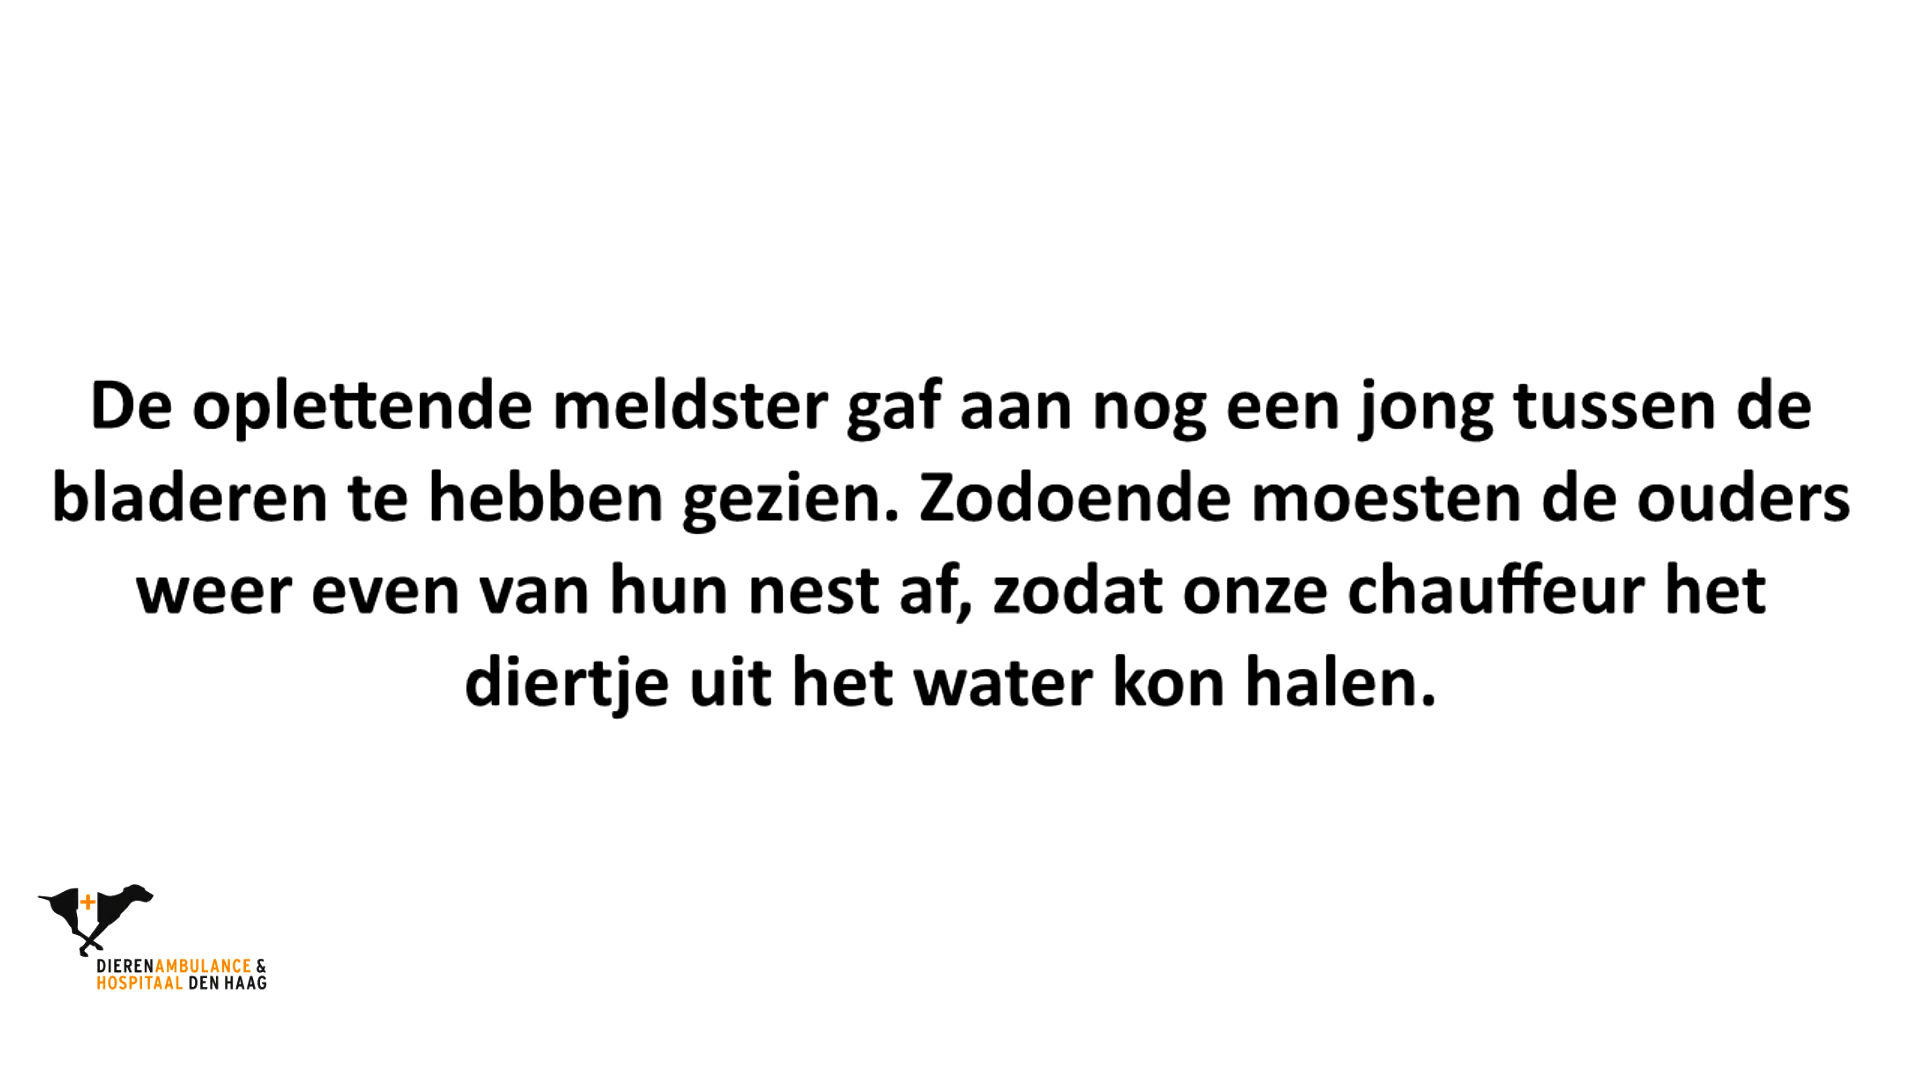 De oplettende meldster gaf aan nog een jong tussen de
bladeren te hebben gezien. Zodoende moesten de ouders
weer even van hun nest af, zodat onze chauffeur het
diertje uit het water kon halen.
DIERENAMBULANCE &
HOSPITAAL DEN HAAG